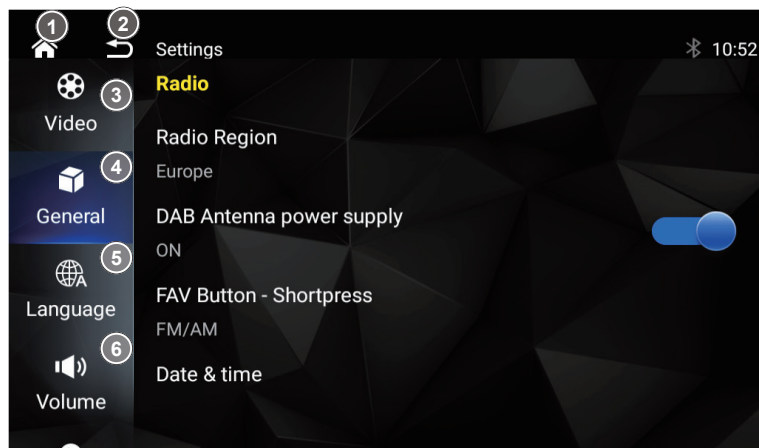 1
2
Settings
10:52
3
Video
Radio
Radio Region
Europe
4
General
DAB Antenna power supply
ON
5
Language
FAV Button - Shortpress
FM/AM
6
Volume
Date & time